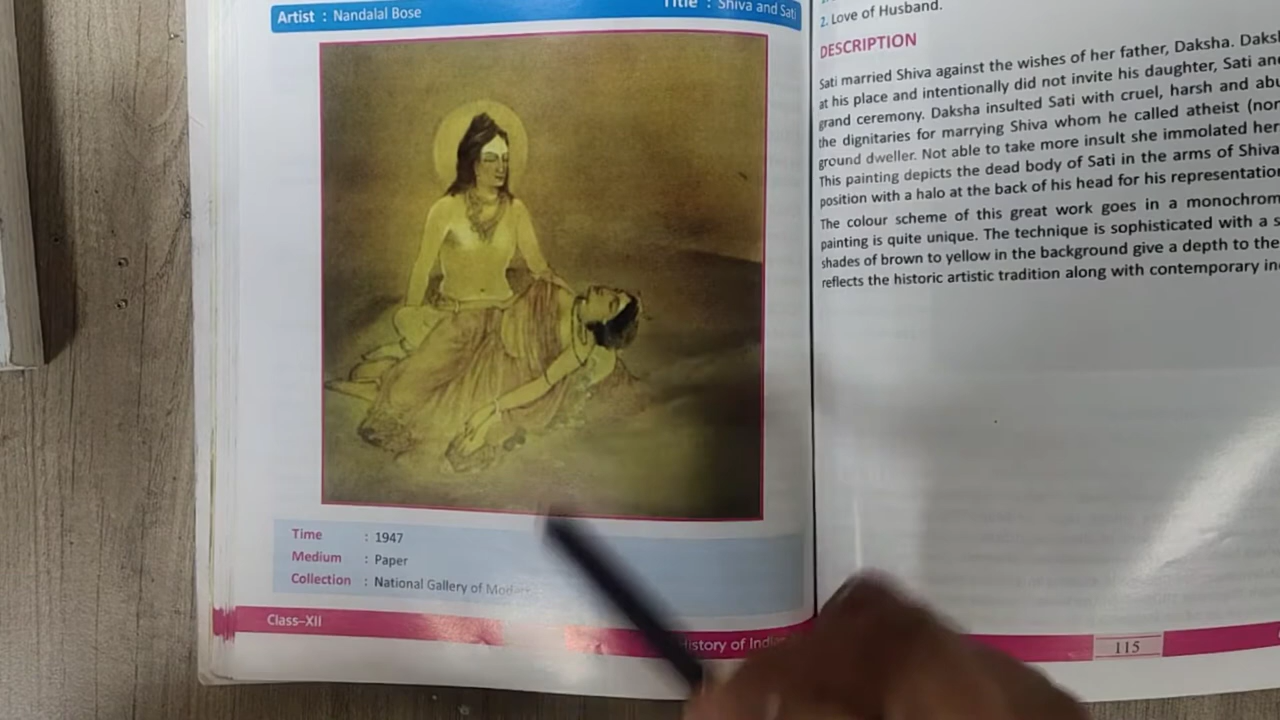 Artist : Nandalal Bose
Title : Shiva and Sati
Time : 1947
Medium : Paper
Collection : National Gallery of Modern
Class–XII
History of Indian
2. Love of Husband.
DESCRIPTION
Sati married Shiva against the wishes of her father, Daksha.
at his place and intentionally did not invite his daughter, Sati and
grand ceremony. Daksha insulted Sati with cruel, harsh and
the dignitaries for marrying Shiva whom he called atheist
ground dweller. Not able to take more insult she immolated
This painting depicts the dead body of Sati in the arms of Shiva
position with a halo at the back of his head for his
The colour scheme of this great work goes in a
painting is quite unique. The technique is sophisticated with a
shades of brown to yellow in the background give a depth to the
reflects the historic artistic tradition along with contemporary
115